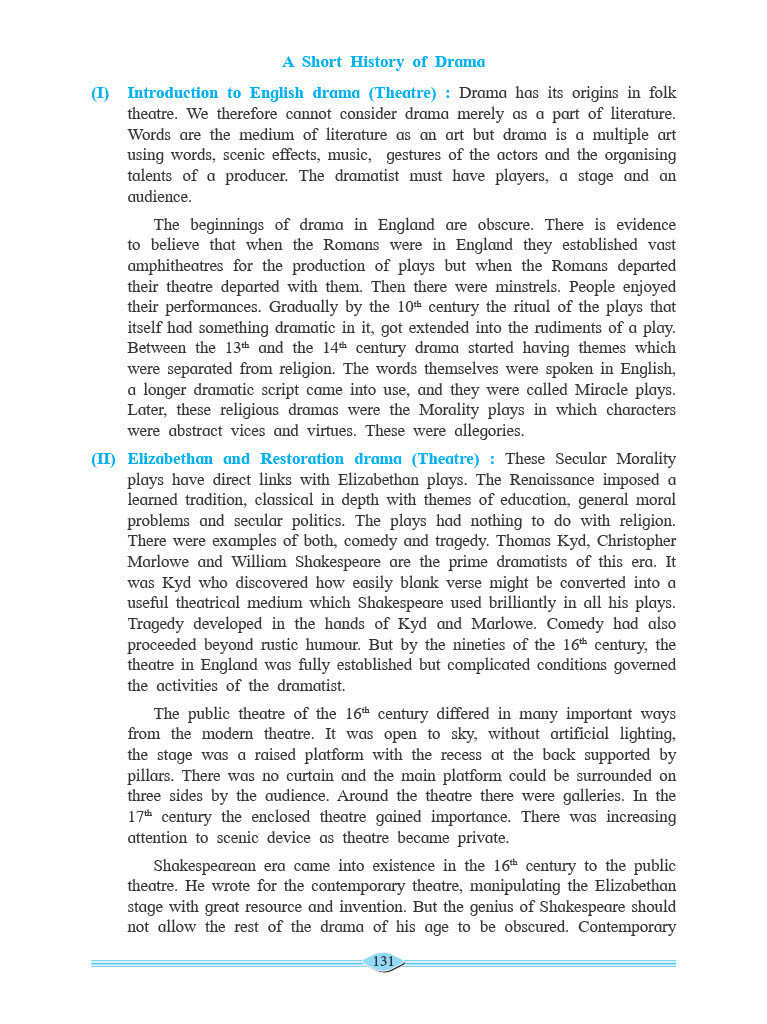 A Short History of Drama
(I) Introduction to English drama (Theatre) : Drama has its origins in folk
theatre. We therefore cannot consider drama merely as a part of literature.
Words are the medium of literature as an art but drama is a multiple art
using words, scenic effects, music, gestures of the actors and the organising
talents of a producer. The dramatist must have players, a stage and an
audience.
The beginnings of drama in England are obscure. There is evidence
to believe that when the Romans were in England they established vast
amphitheatres for the production of plays but when the Romans departed
their theatre departed with them. Then there were minstrels. People enjoyed
their performances. Gradually by the 10th century the ritual of the plays that
itself had something dramatic in it, got extended into the rudiments of a play.
Between the 13th and the 14th century drama started having themes which
were separated from religion. The words themselves were spoken in English,
a longer dramatic script came into use, and they were called Miracle plays.
Later, these religious dramas were the Morality plays in which characters
were abstract vices and virtues. These were allegories.
(II) Elizabethan and Restoration drama (Theatre) : These Secular Morality
plays have direct links with Elizabethan plays. The Renaissance imposed a
learned tradition, classical in depth with themes of education, general moral
problems and secular politics. The plays had nothing to do with religion.
There were examples of both, comedy and tragedy. Thomas Kyd, Christopher
Marlowe and William Shakespeare are the prime dramatists of this era. It
was Kyd who discovered how easily blank verse might be converted into a
useful theatrical medium which Shakespeare used brilliantly in all his plays.
Tragedy developed in the hands of Kyd and Marlowe. Comedy had also
proceeded beyond rustic humour. But by the nineties of the 16th century, the
theatre in England was fully established but complicated conditions governed
the activities of the dramatist.
The public theatre of the 16th century differed in many important ways
from the modern theatre. It was open to sky, without artificial lighting,
the stage was a raised platform with the recess at the back supported by
pillars. There was no curtain and the main platform could be surrounded on
three sides by the audience. Around the theatre there were galleries. In the
17th century the enclosed theatre gained importance. There was increasing
attention to scenic device as theatre became private.
Shakespearean era came into existence in the 16th century to the public
theatre. He wrote for the contemporary theatre, manipulating the Elizabethan
stage with great resource and invention. But the genius of Shakespeare should
not allow the rest of the drama of his age to be obscured. Contemporary
131